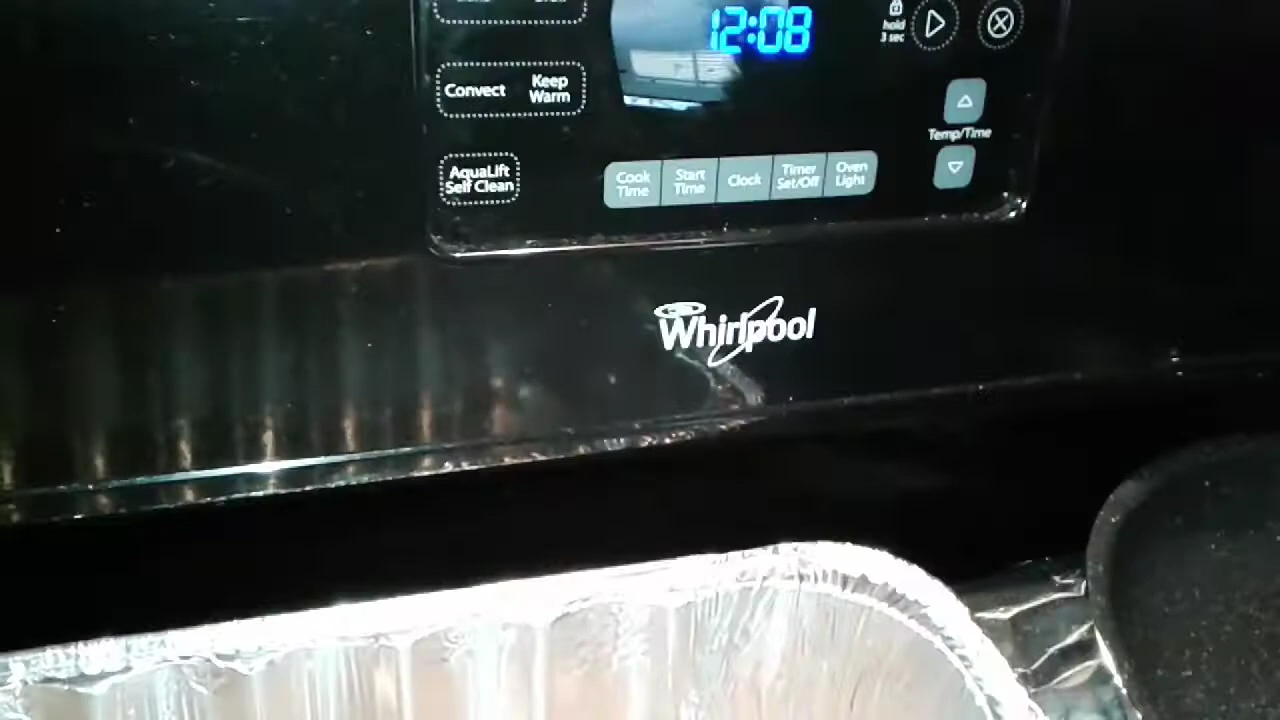 12:08
hold
3 sec
Convect
Keep
Warm
Temp/Time
AquaLift
Self Clean
Cook
Time
Start
Time
Clock
Timer
Set/Off
Oven
Light
Whirlpool